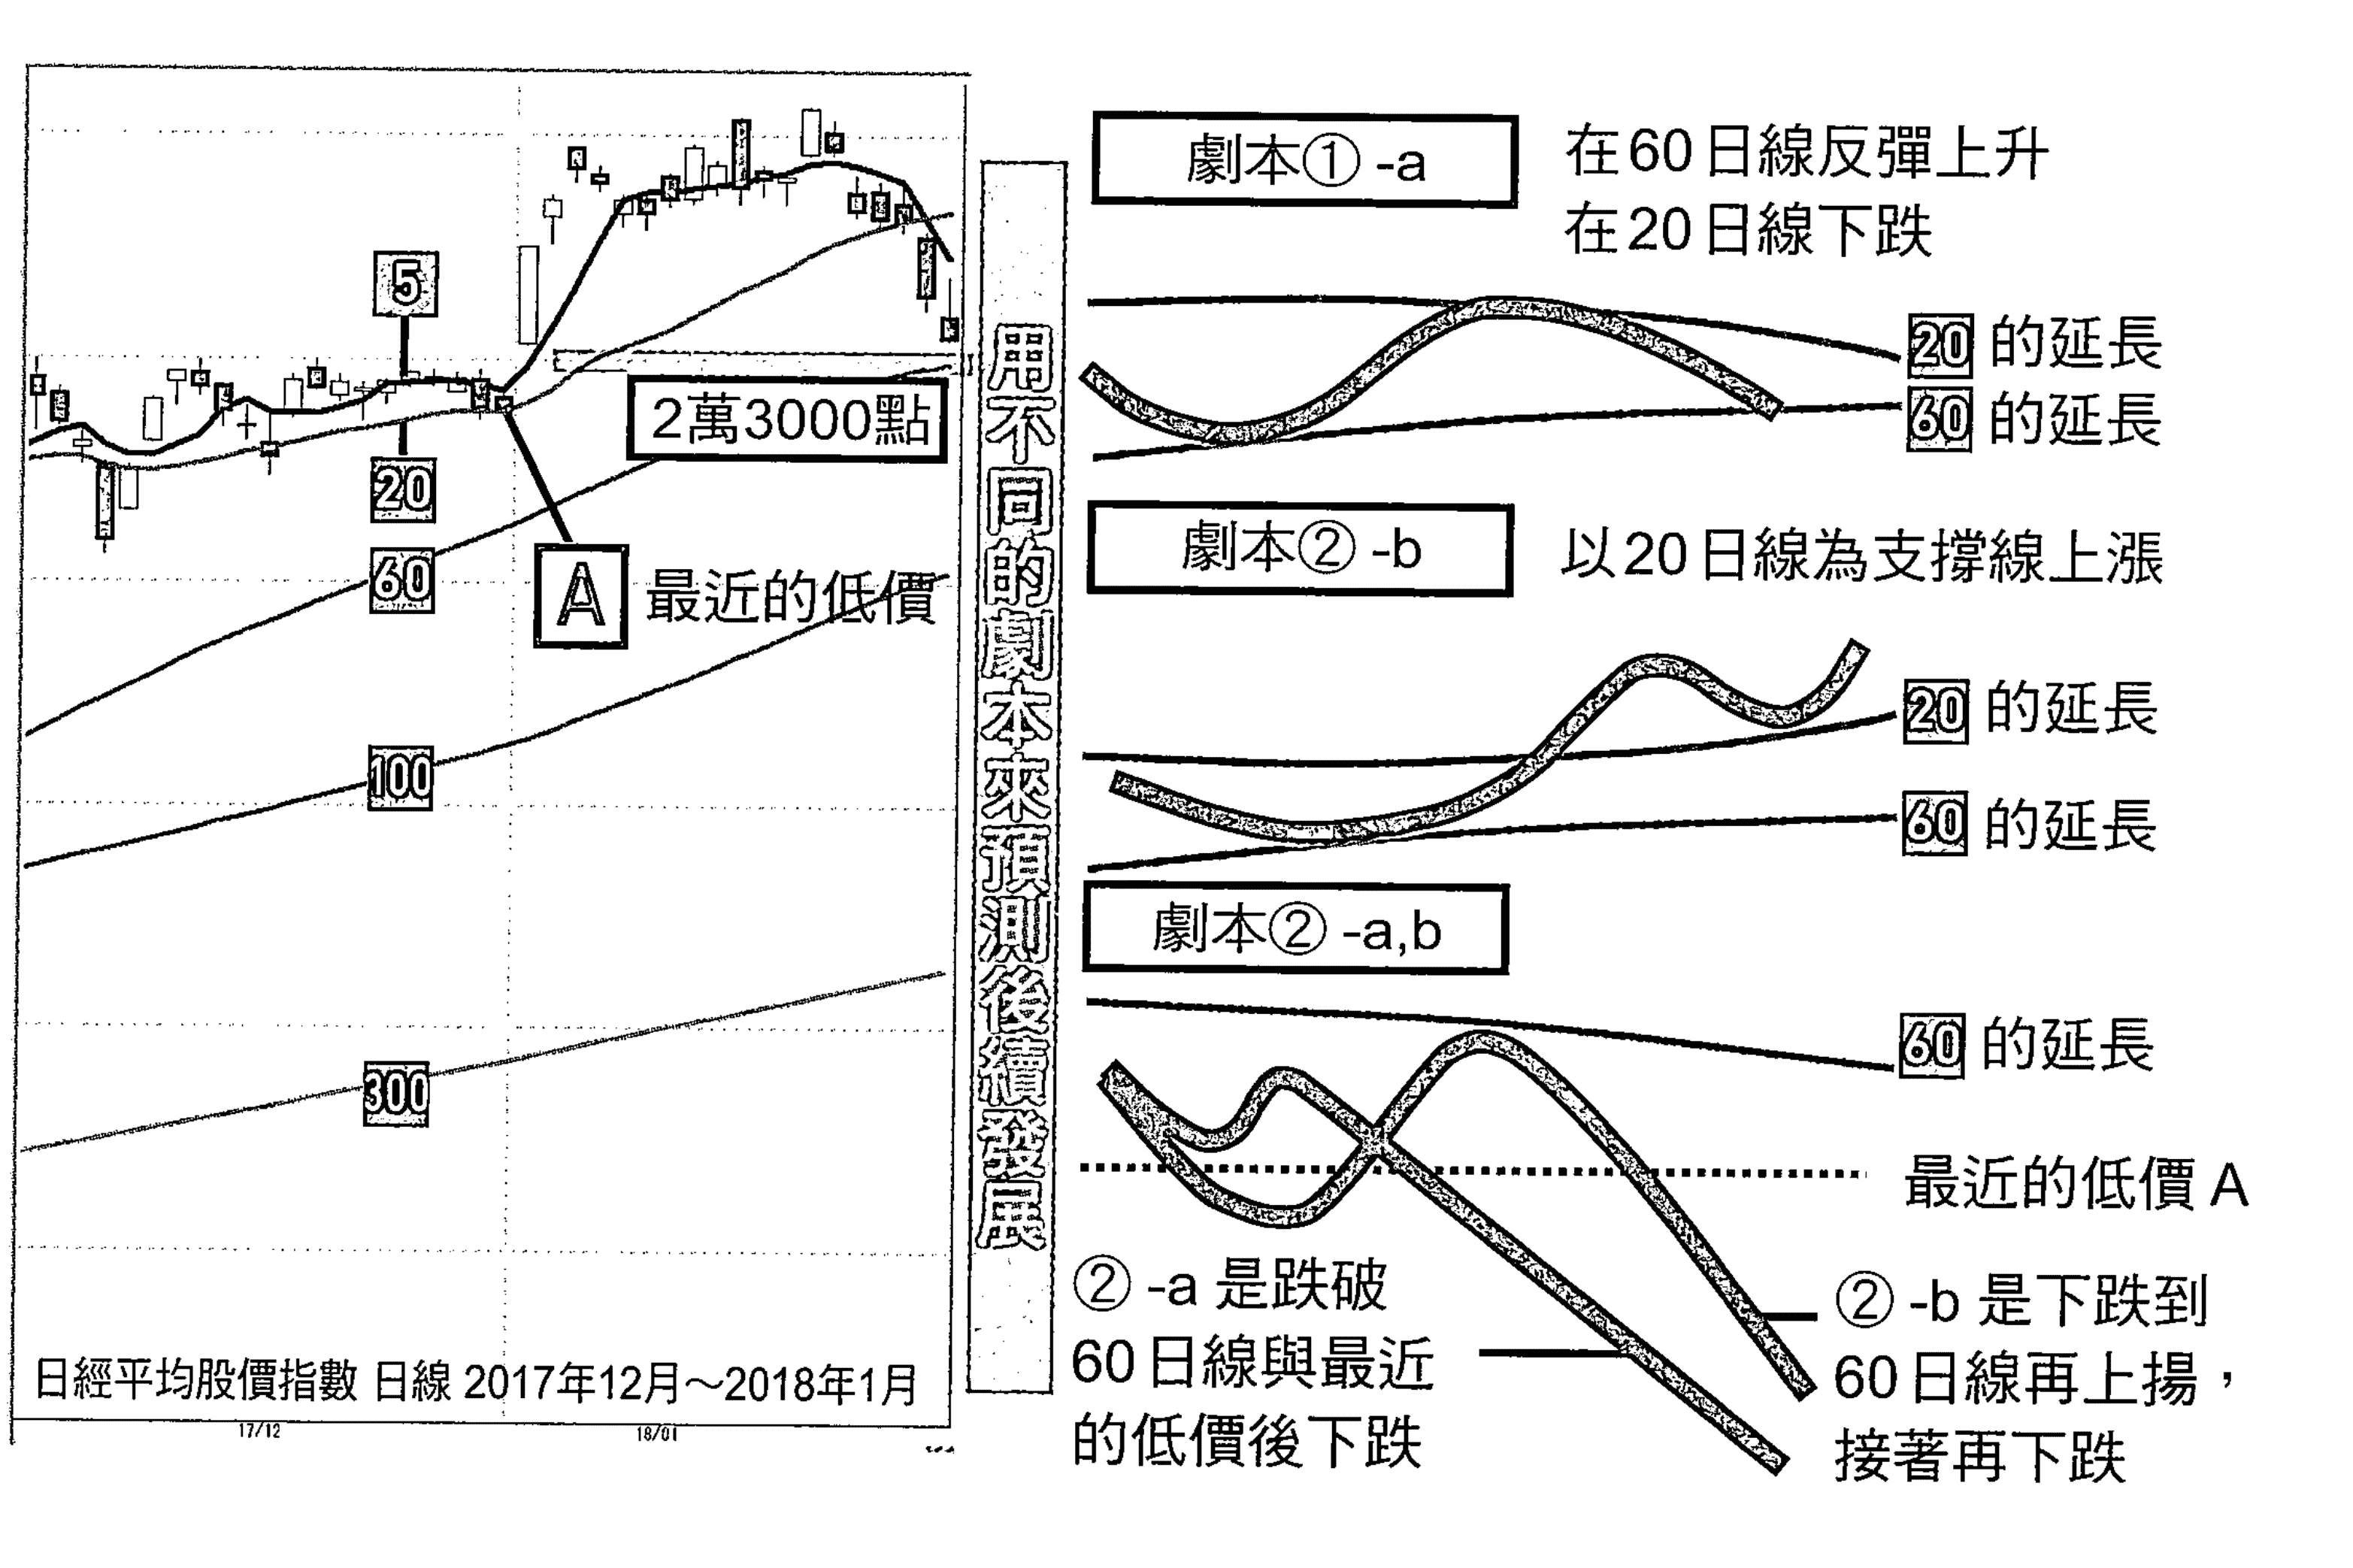 5
20
60
100
300
2萬3000點
A 最近的低價
日經平均股價指數 日線 2017年12月～2018年1月
17/12
18/01
用不同的劇本來預測後續發展
劇本① -a
在60日線反彈上升
在20日線下跌
20 的延長
60 的延長
劇本② -b
以20日線為支撐線上漲
20 的延長
60 的延長
劇本② -a,b
60 的延長
最近的低價 A
② -a 是跌破
60日線與最近
的低價後下跌
② -b 是下跌到
60日線再上揚，
接著再下跌